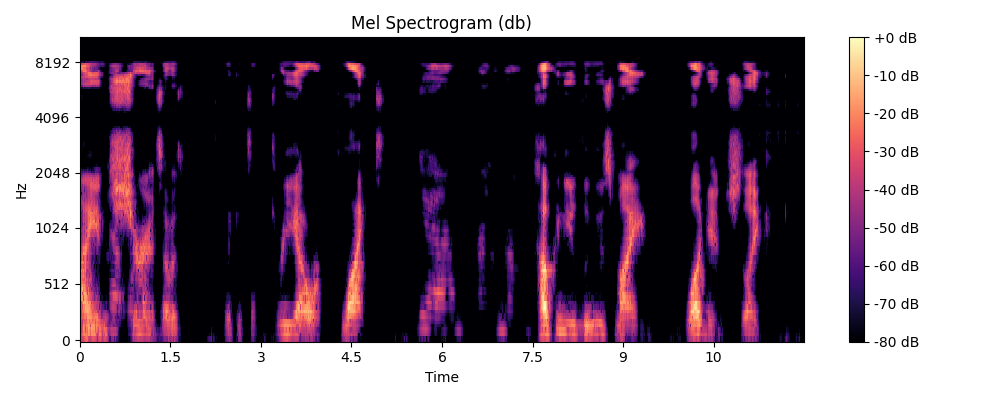 Mel Spectrogram (db)
Hz
8192
4096
2048
1024
512
0
0 1.5 3 4.5 6 7.5 9 10
Time
+0 dB
-10 dB
-20 dB
-30 dB
-40 dB
-50 dB
-60 dB
-70 dB
-80 dB